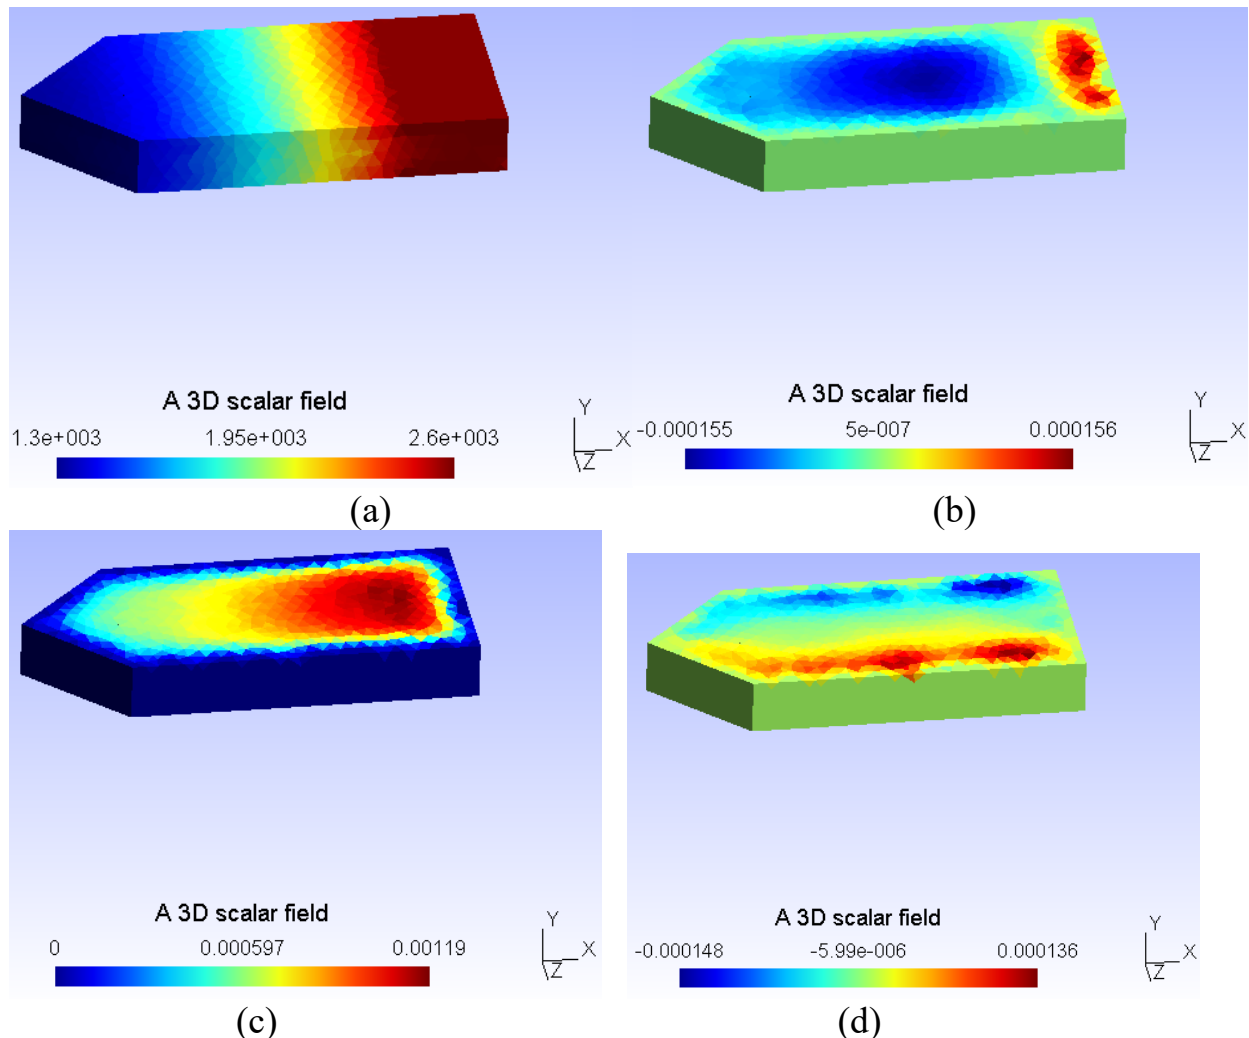 A 3D scalar field
1.3e+003 1.95e+003 2.6e+003
Y
X
Z
(a)
A 3D scalar field
-0.000155 5e-007 0.000156
Y
X
Z
(b)
A 3D scalar field
0 0.000597 0.00119
Y
X
Z
(c)
A 3D scalar field
-0.000148 -5.99e-006 0.000136
Y
X
Z
(d)